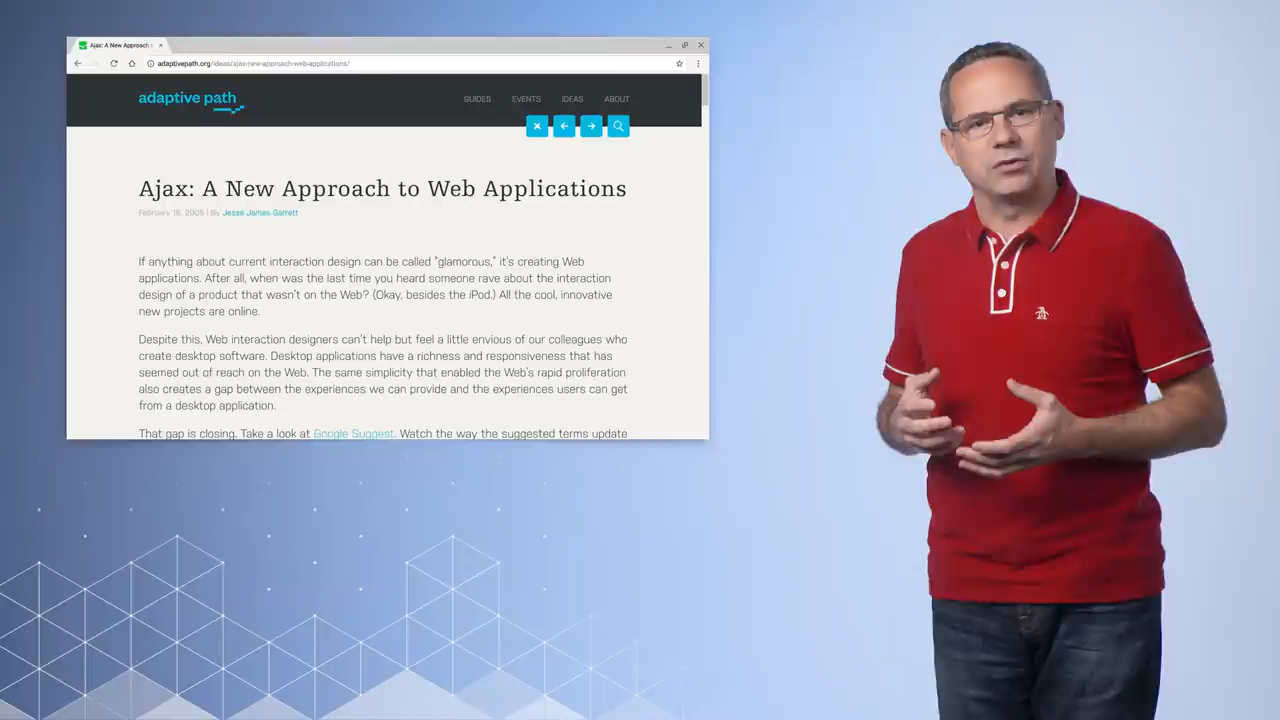 Ajax: A New Approach
adaptivepath.org/ideas/ajax-new-approach-web-applications/
adaptive path
GUIDES EVENTS IDEAS ABOUT
Ajax: A New Approach to Web Applications
February 18, 2005 | By Jesse James Garrett
If anything about current interaction design can be called "glamorous," it's creating Web
applications. After all, when was the last time you heard someone rave about the interaction
design of a product that wasn't on the Web? (Okay, besides the iPod.) All the cool, innovative
new projects are online.
Despite this, Web interaction designers can't help but feel a little envious of our colleagues who
create desktop software. Desktop applications have a richness and responsiveness that has
seemed out of reach on the Web. The same simplicity that enabled the Web's rapid proliferation
also creates a gap between the experiences we can provide and the experiences users can get
from a desktop application.
That gap is closing. Take a look at Google Suggest. Watch the way the suggested terms update